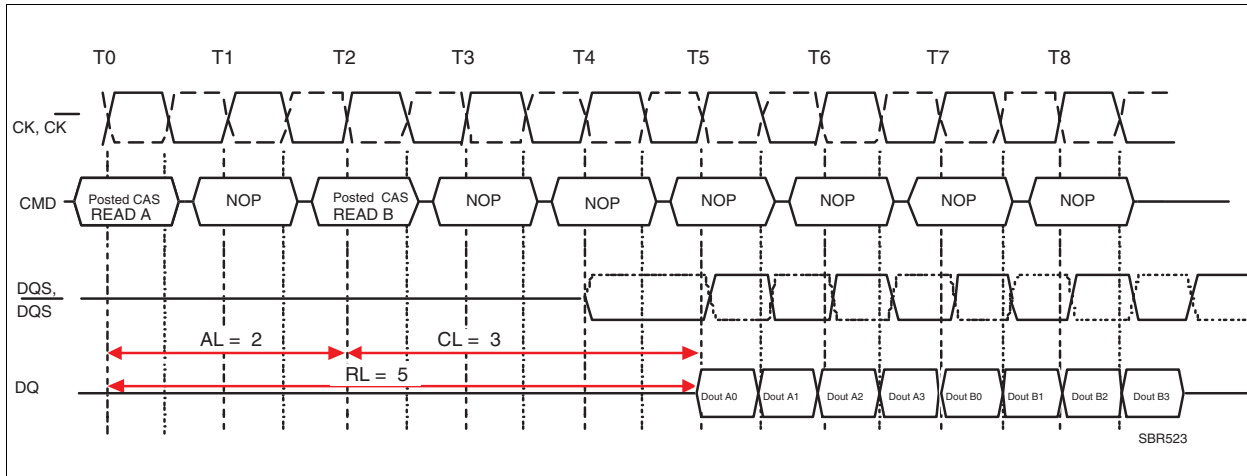 T0 T1 T2 T3 T4 T5 T6 T7 T8
CK, CK
CMD
Posted CAS
READ A
NOP
Posted CAS
READ B
NOP
NOP
NOP
NOP
NOP
NOP
DQS,
DQS
AL = 2
CL = 3
RL = 5
DQ
Dout A0
Dout A1
Dout A2
Dout A3
Dout B0
Dout B1
Dout B2
Dout B3
SBR523